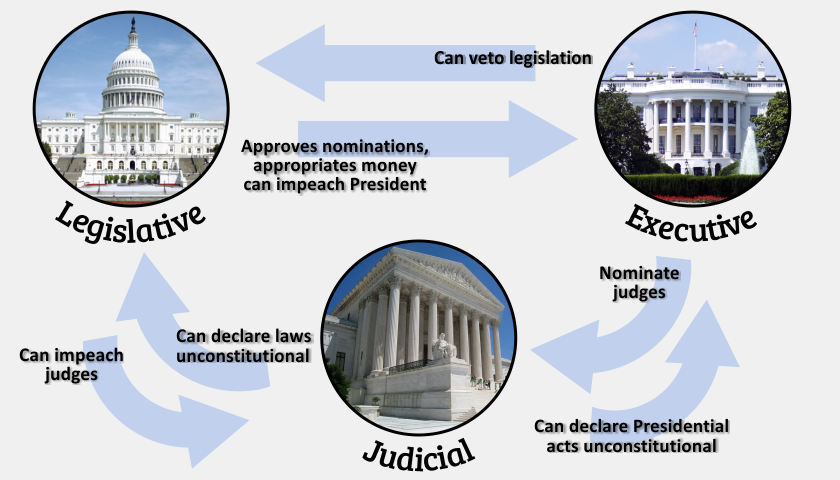 Can veto legislation
Approves nominations,
appropriates money
can impeach President
Legislative
Executive
Nominate
judges
Can declare laws
unconstitutional
Can impeach
judges
Can declare Presidential
acts unconstitutional
Judicial